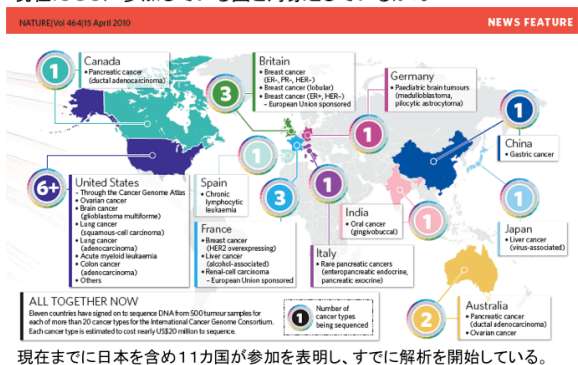 NATURE|Vol 464|15 April 2010
NEWS FEATURE
1
Canada
• Pancreatic cancer
(ductal adenocarcinoma)
3
Britain
• Breast cancer
(ER-, PR-, HER-)
• Breast cancer (lobular)
• Breast cancer (ER+, HER-)
– European Union sponsored
1
Germany
• Paediatric brain tumours
(medulloblastoma,
pilocytic astrocytoma)
1
China
• Gastric cancer
6+
United States
– Through the Cancer Genome Atlas
• Ovarian cancer
• Brain cancer
(glioblastoma multiforme)
• Lung cancer
(squamous-cell carcinoma)
• Lung cancer
(adenocarcinoma)
• Acute myeloid leukaemia
• Colon cancer
(adenocarcinoma)
• Others
1
Spain
• Chronic
lymphocytic
leukaemia
3
France
• Breast cancer
(HER2 overexpressing)
• Liver cancer
(alcohol-associated)
• Renal-cell carcinoma
– European Union sponsored
1
Italy
• Rare pancreatic cancers
(enteropancreatic endocrine,
pancreatic exocrine)
1
India
• Oral cancer
(gingivobuccal)
1
Japan
• Liver cancer
(virus-associated)
2
Australia
• Pancreatic cancer
(ductal adenocarcinoma)
• Ovarian cancer
ALL TOGETHER NOW
Eleven countries have signed on to sequence DNA from 500 tumour samples for
each of more than 20 cancer types for the International Cancer Genome Consortium.
Each cancer type is estimated to cost nearly US$20 million to sequence.
1
Number of
cancer types
being sequenced
現在までに日本を含め11カ国が参加を表明し、すでに解析を開始している。